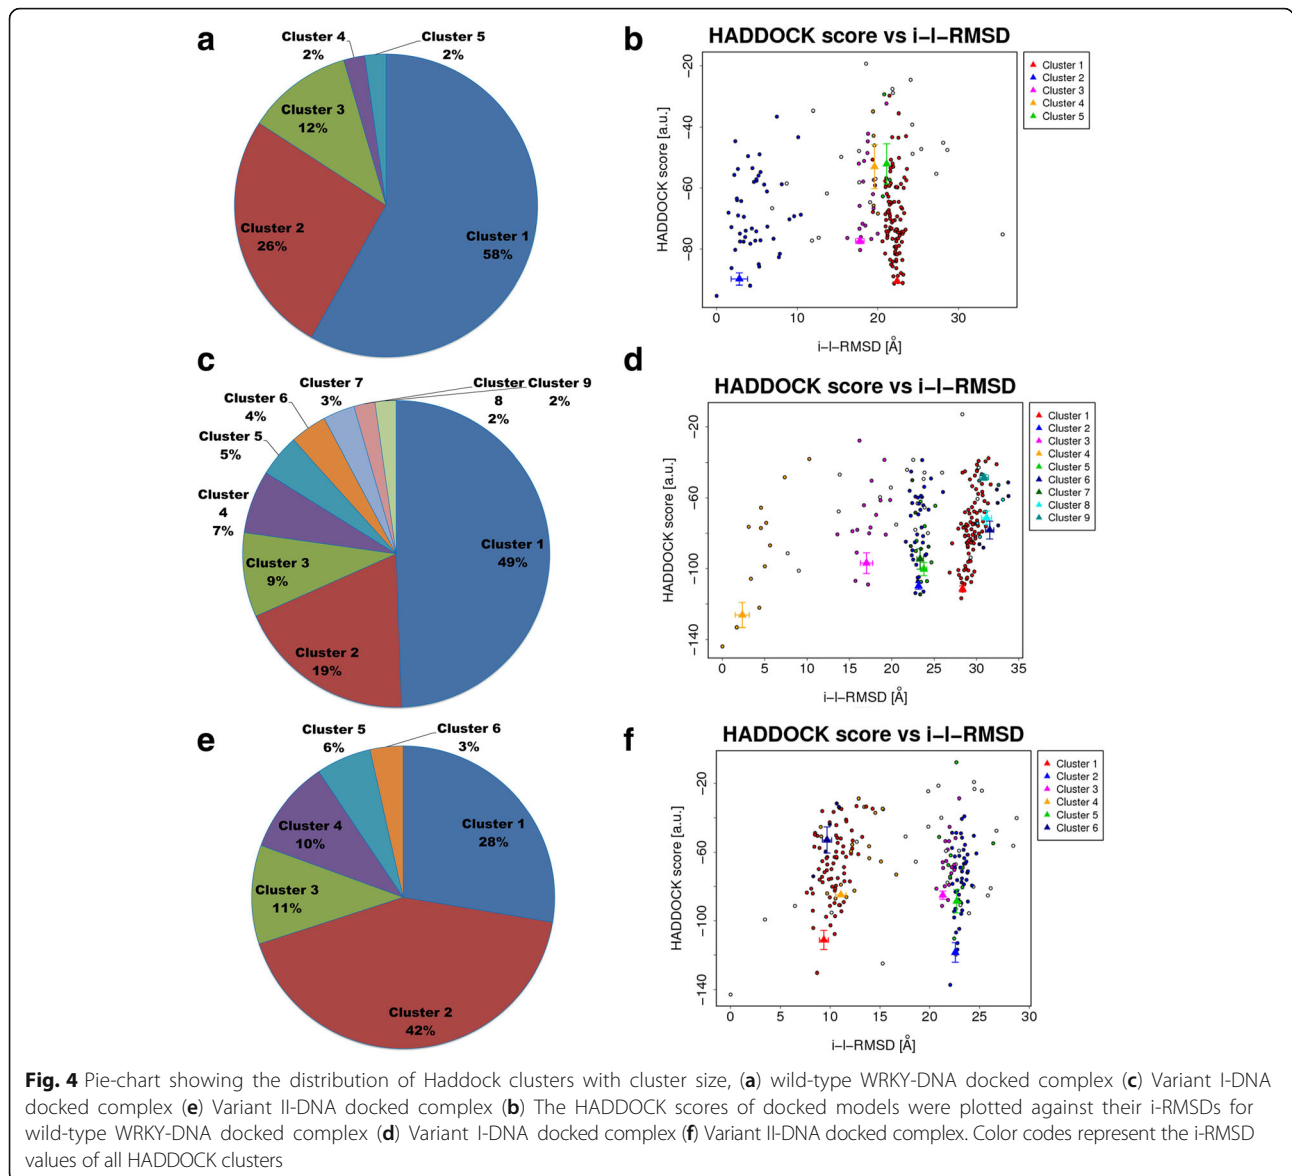 a
Cluster 4
2%
Cluster 5
2%
Cluster 3
12%
Cluster 2
26%
Cluster 1
58%
b
HADDOCK score vs i−l−RMSD
HADDOCK score [a.u.]
−20
−40
−60
−80
0
10
20
30
i−l−RMSD [Å]
Cluster 1
Cluster 2
Cluster 3
Cluster 4
Cluster 5
c
Cluster 7
3%
Cluster
8
2%
Cluster 9
2%
Cluster 6
4%
Cluster 5
5%
Cluster
4
7%
Cluster 3
9%
Cluster 2
19%
Cluster 1
49%
d
HADDOCK score vs i−l−RMSD
HADDOCK score [a.u.]
−20
−60
−100
−140
0
5
10
15
20
25
30
35
i−l−RMSD [Å]
Cluster 1
Cluster 2
Cluster 3
Cluster 4
Cluster 5
Cluster 6
Cluster 7
Cluster 8
Cluster 9
e
Cluster 5
6%
Cluster 6
3%
Cluster 4
10%
Cluster 3
11%
Cluster 2
42%
Cluster 1
28%
f
HADDOCK score vs i−l−RMSD
HADDOCK score [a.u.]
−20
−60
−100
−140
0
5
10
15
20
25
30
i−l−RMSD [Å]
Cluster 1
Cluster 2
Cluster 3
Cluster 4
Cluster 5
Cluster 6
Fig. 4 Pie-chart showing the distribution of Haddock clusters with cluster size, (a) wild-type WRKY-DNA docked complex (c) Variant I-DNA
docked complex (e) Variant II-DNA docked complex (b) The HADDOCK scores of docked models were plotted against their i-RMSDs for
wild-type WRKY-DNA docked complex (d) Variant I-DNA docked complex (f) Variant II-DNA docked complex. Color codes represent the i-RMSD
values of all HADDOCK clusters